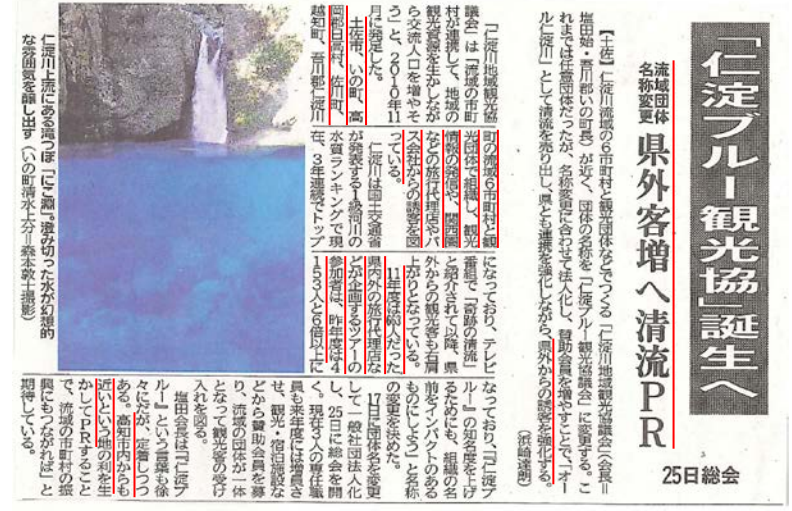 「仁淀ブルー観光協」誕生へ
流域団体
名称変更
県外客増へ清流PR
25日総会
【土佐】仁淀川流域の6市町村と観光団体などでつくる「仁淀川地域観光協議会」(会長=
塩田始・吾川郡いの町長)が近く、団体の名称を「仁淀ブルー観光協議会」に変更する。こ
れまでは任意団体だったが、名称変更に合わせて法人化し、賛助会員を増やすことで、「オー
ル仁淀川」として清流を売り出し、県とも連携を強化しながら、県外からの誘客を強化する。
(浜崎達朗)
「仁淀川地域観光協
議会」は「流域の市町
村が連携して、地域の
観光資源を生かしなが
ら交流人口を増やそ
う」と、2010年11
月に発足した。
土佐市、いの町、高
岡郡日高村、佐川町、
越知町、吾川郡仁淀川
町の流域6市町村と観
光団体で組織し、観光
情報の発信や、関西圏
などの旅行代理店やバ
ス会社からの誘客を図
っている。
仁淀川は国土交通省
が発表する1級河川の
水質ランキングで現
在、3年連続でトップ
になっており、テレビ
番組で「奇跡の清流」
と紹介されて以降、県
外からの観光客も右肩
上がりとなっている。
11年度は63人だった
県内外の旅行代理店な
どが企画するツアーの
参加者は、昨年度は4
153人と6倍以上に
なっており、『仁淀ブ
ルー』の知名度を上げ
るためにも、組織の名
前をインパクトのある
ものにしよう」と名称
の変更を決めた。
17日に団体名を変更
して一般社団法人化
し、25日に総会を開
く。現在3人の専任職
員も来年度には増員さ
せ、観光・宿泊施設な
どから賛助会員を募
り、流域の団体が一体
となって観光客の受け
入れを図る。
塩田会長は「『仁淀ブ
ルー』という言葉も徐
々にだが、定着しつつ
ある。高知市内からも
近いという地の利を生
かしてPRすること
で、流域の市町村の振
興にもつながれば」と
期待している。
仁淀川上流にある滝つぼ「にこ淵」。澄み切った水が幻想的
な雰囲気を醸し出す(いの町清水上分=森本敦士撮影)